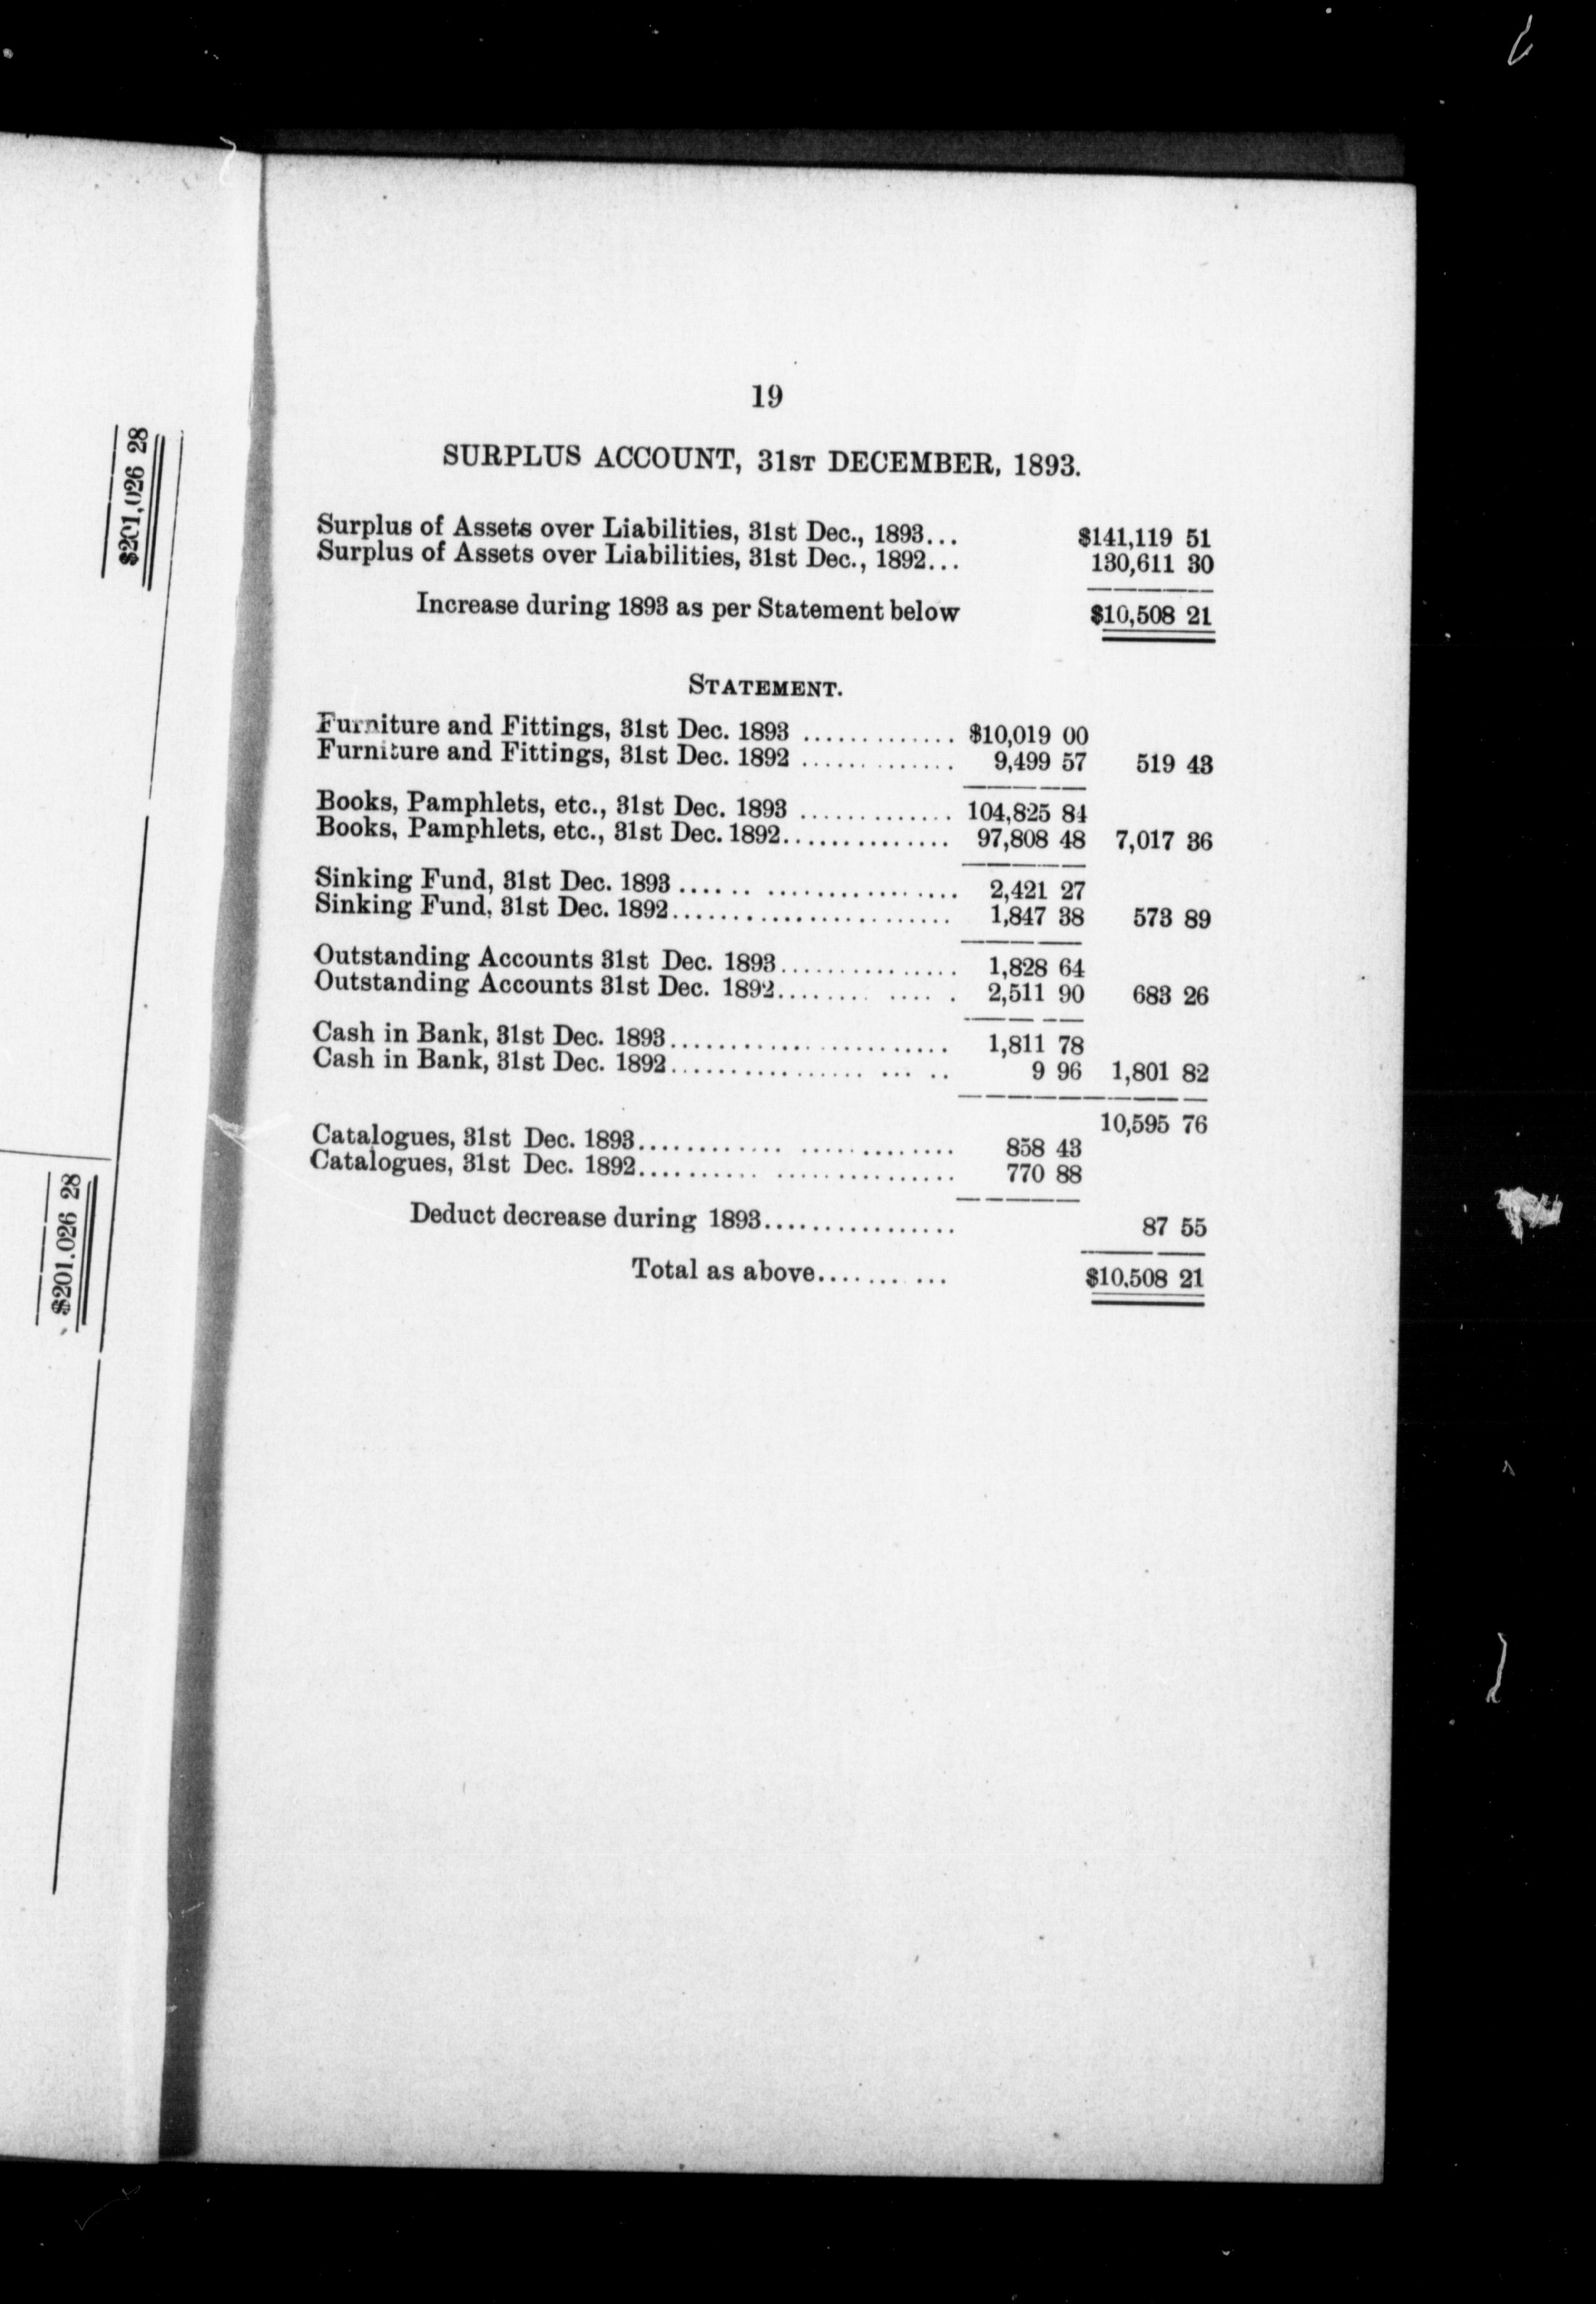 $201,026 28
$201.026 28
19
SURPLUS ACCOUNT, 31ST DECEMBER, 1893.
Surplus of Assets over Liabilities, 31st Dec., 1893... $141,119 51
Surplus of Assets over Liabilities, 31st Dec., 1892... 130,611 30
Increase during 1893 as per Statement below $10,508 21
STATEMENT.
Furniture and Fittings, 31st Dec. 1893 ............. $10,019 00
Furniture and Fittings, 31st Dec. 1892 ............. 9,499 57 519 43
Books, Pamphlets, etc., 31st Dec. 1893 ............. 104,825 84
Books, Pamphlets, etc., 31st Dec. 1892.............. 97,808 48 7,017 36
Sinking Fund, 31st Dec. 1893 ...... ................ 2,421 27
Sinking Fund, 31st Dec. 1892....................... 1,847 38 573 89
Outstanding Accounts 31st Dec. 1893............... 1,828 64
Outstanding Accounts 31st Dec. 1892........ .... . . 2,511 90 683 26
Cash in Bank, 31st Dec. 1893....................... 1,811 78
Cash in Bank, 31st Dec. 1892................ ... .. 9 96 1,801 82
10,595 76
Catalogues, 31st Dec. 1893............ ............. 858 43
Catalogues, 31st Dec. 1892.......... ............... 770 88
Deduct decrease during 1893................ 87 55
Total as above........ ... $10.508 21